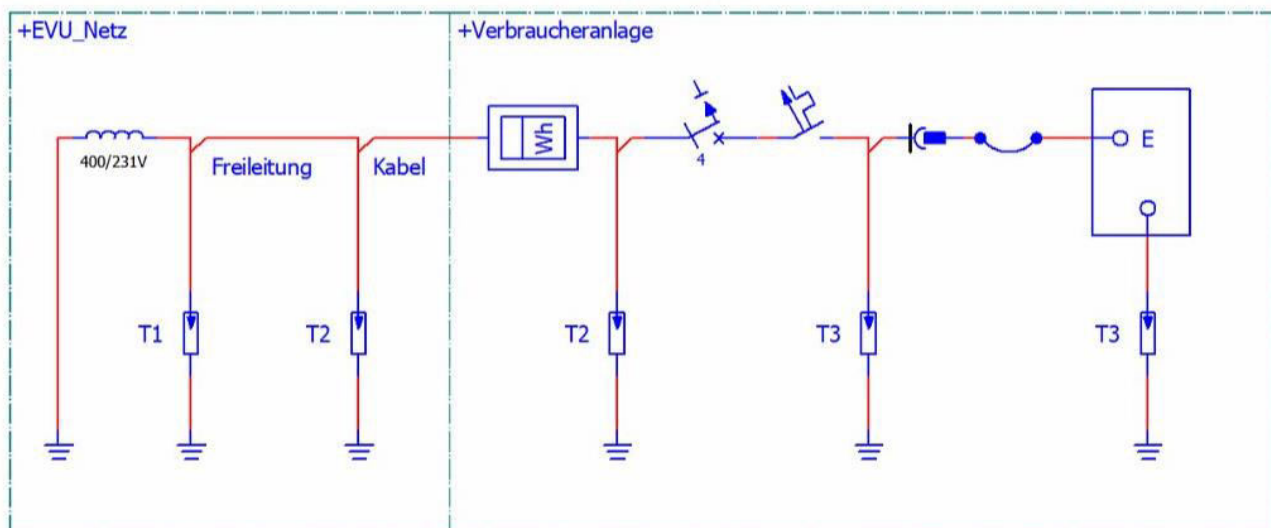 +EVU_Netz
+Verbraucheranlage
400/231V
Freileitung
Kabel
Wh
4
E
T1
T2
T2
T3
T3